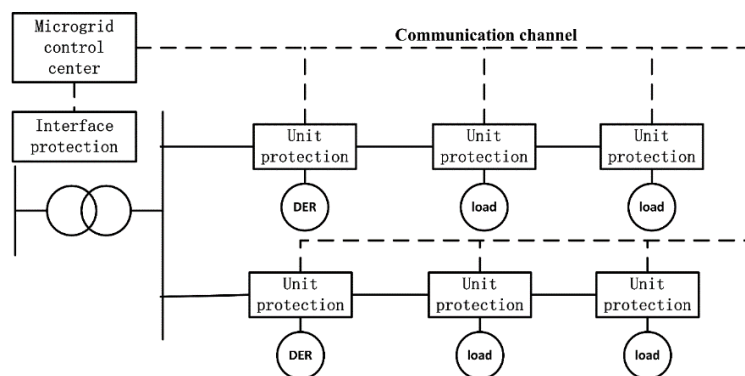 Microgrid
control
center
Communication channel
Interface
protection
Unit
protection
Unit
protection
Unit
protection
DER
load
load
Unit
protection
Unit
protection
Unit
protection
DER
load
load